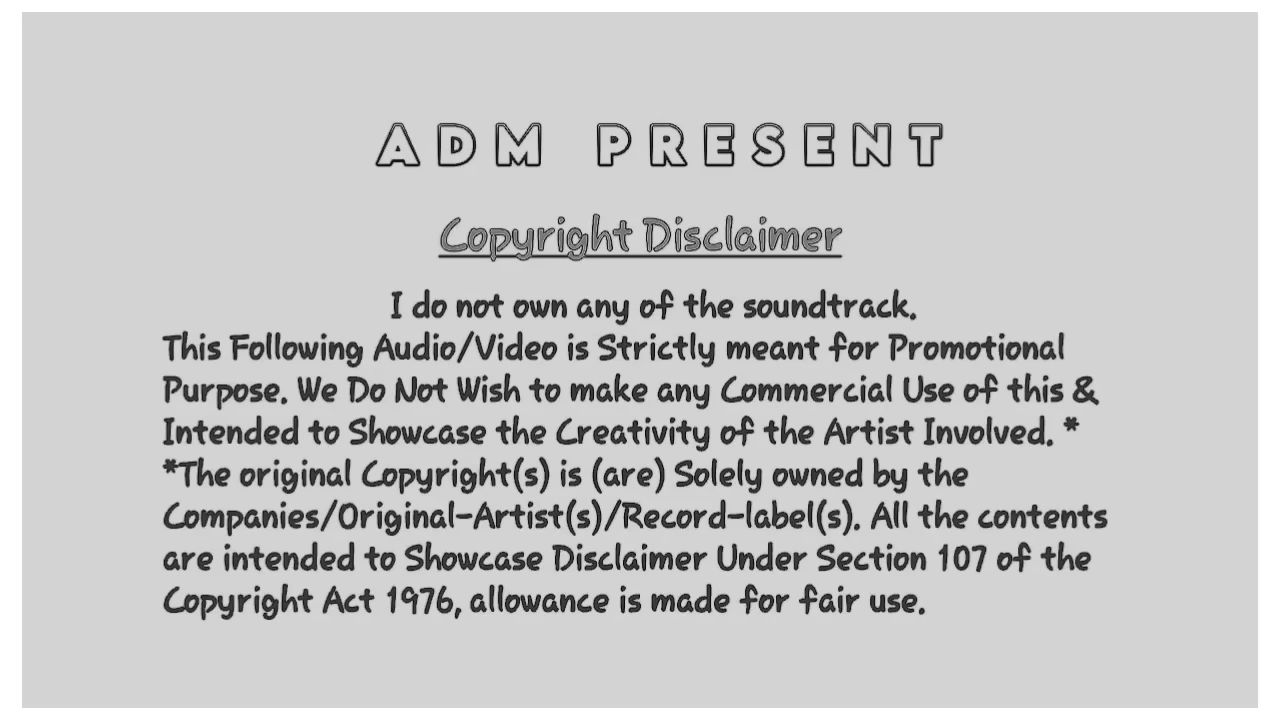 ADM PRESENT
Copyright Disclaimer
I do not own any of the soundtrack.
This Following Audio/Video is Strictly meant for Promotional
Purpose. We Do Not Wish to make any Commercial Use of this &
Intended to Showcase the Creativity of the Artist Involved. *
*The original Copyright(s) is (are) Solely owned by the
Companies/Original-Artist(s)/Record-label(s). All the contents
are intended to Showcase Disclaimer Under Section 107 of the
Copyright Act 1976, allowance is made for fair use.